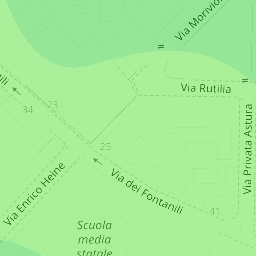 Via Morivio
Via Rutilia
Via Privata Astura
34
23
25
Via dei Fontanili
Via Enrico Heine
41
Scuola
media
statale